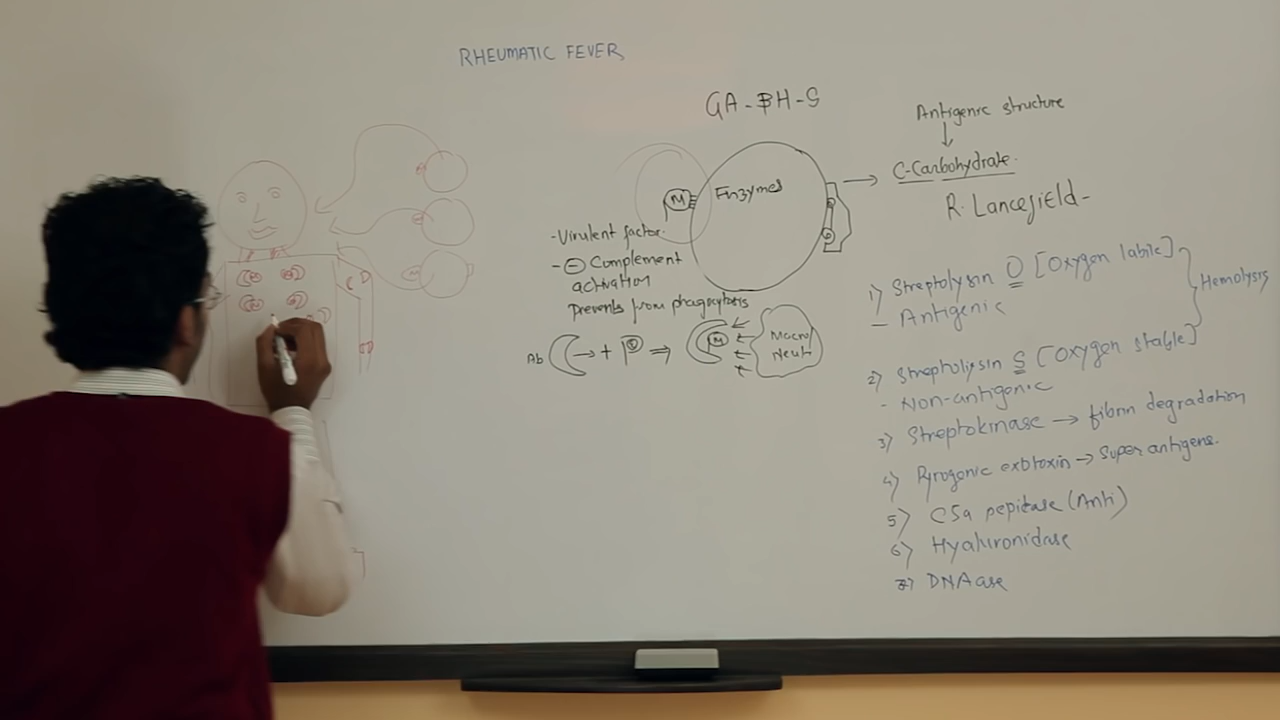 RHEUMATIC FEVER
GA-BH-S
Antigenic structure
C-Carbohydrate.
R. Lancefield-
Enzymes
M
-Virulent factor.
- ⊖ Complement
activation
Prevents from phagocytosis
Ab
+
⇒
M
Macro/
Neut
1) Streptolysin O [Oxygen labile]
- Antigenic
Hemolysis
2) Streptolysin S [Oxygen stable]
- Non-antigenic
3) Streptokinase → fibrin degradation
4) Pyrogenic exotoxin → Super antigens.
5) C5a pepitase (Anti)
6) Hyaluronidase
7) DNAase